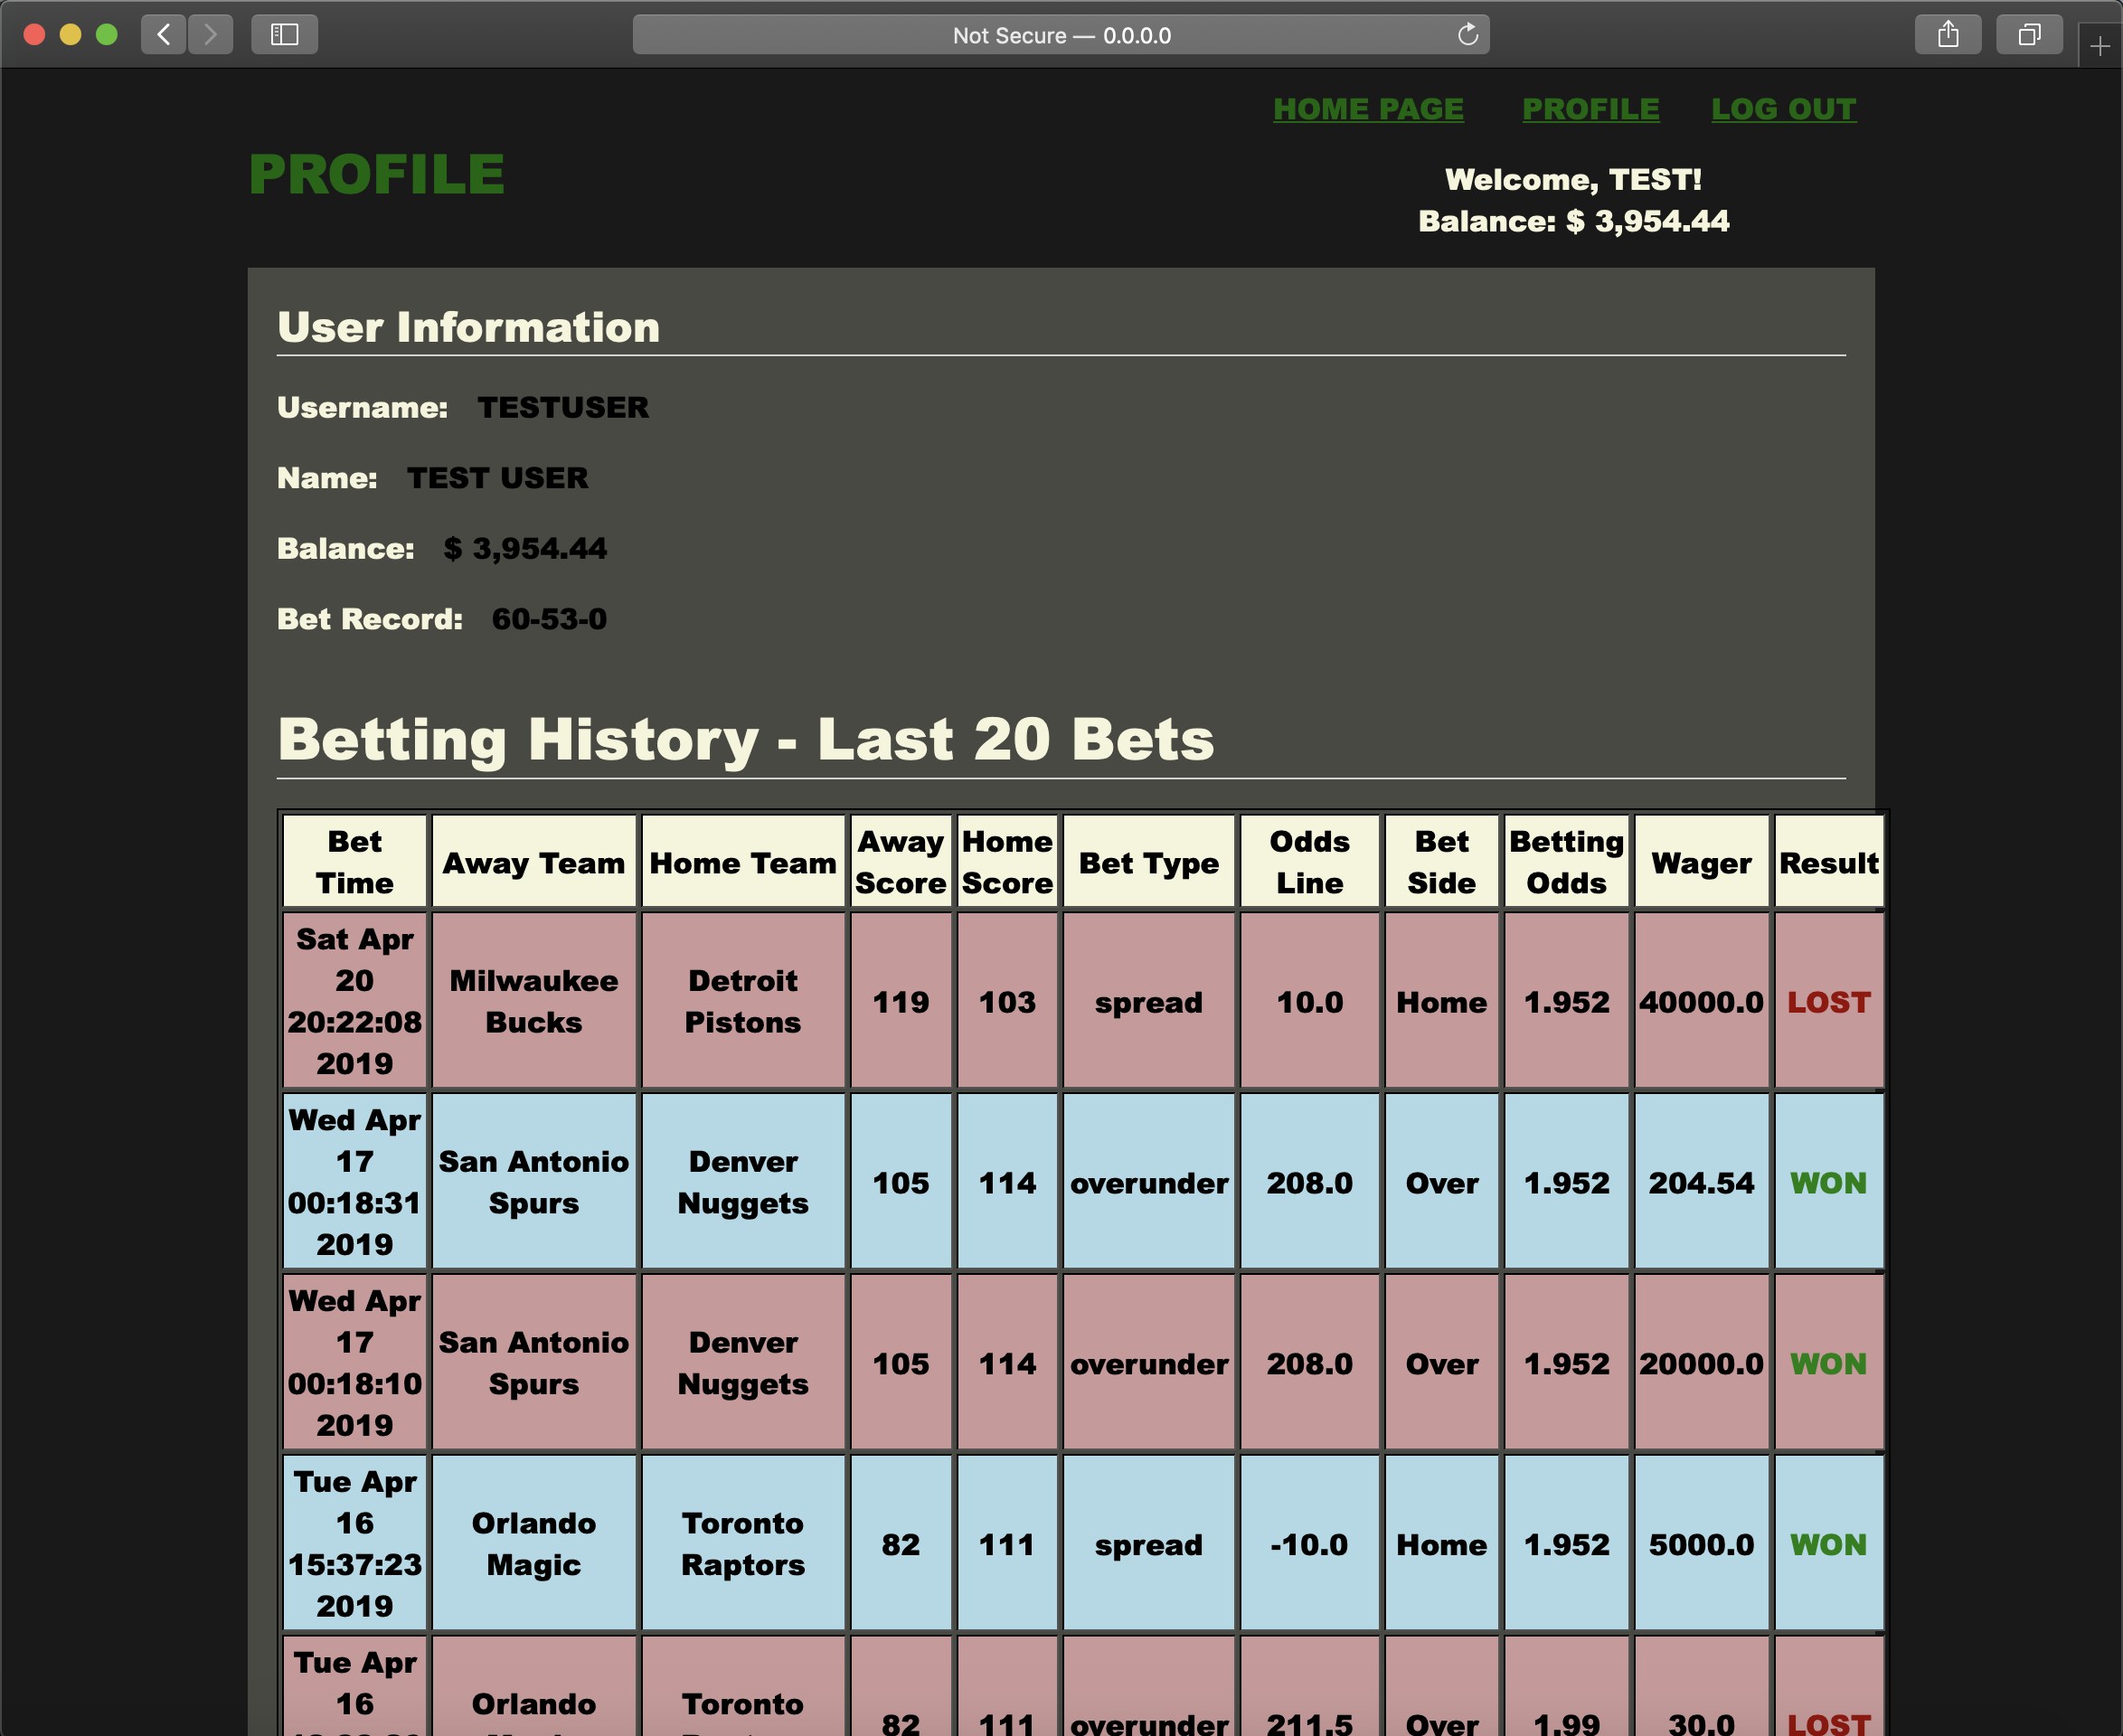 Not Secure — 0.0.0.0
HOME PAGE PROFILE LOG OUT
PROFILE
Welcome, TEST!
Balance: $ 3,954.44
User Information
Username: TESTUSER
Name: TEST USER
Balance: $ 3,954.44
Bet Record: 60-53-0
Betting History - Last 20 Bets
Bet Time Away Team Home Team Away Score Home Score Bet Type Odds Line Bet Side Betting Odds Wager Result
Sat Apr 20 20:22:08 2019 Milwaukee Bucks Detroit Pistons 119 103 spread 10.0 Home 1.952 40000.0 LOST
Wed Apr 17 00:18:31 2019 San Antonio Spurs Denver Nuggets 105 114 overunder 208.0 Over 1.952 204.54 WON
Wed Apr 17 00:18:10 2019 San Antonio Spurs Denver Nuggets 105 114 overunder 208.0 Over 1.952 20000.0 WON
Tue Apr 16 15:37:23 2019 Orlando Magic Toronto Raptors 82 111 spread -10.0 Home 1.952 5000.0 WON
Tue Apr 16 Orlando Toronto 82 111 overunder 211.5 Over 1.99 30.0 LOST